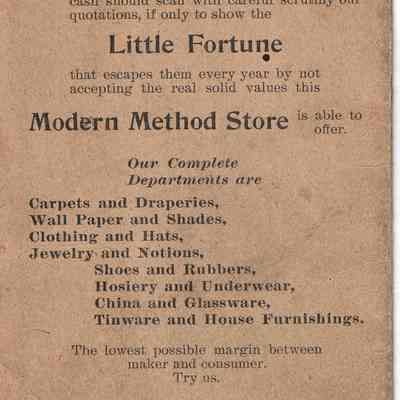 cash should scan with careful scrutiny our
quotations, if only to show the
Little Fortune
that escapes them every year by not
accepting the real solid values this
Modern Method Store is able to
offer.
Our Complete
Departments are
Carpets and Draperies,
Wall Paper and Shades,
Clothing and Hats,
Jewelry and Notions,
Shoes and Rubbers,
Hosiery and Underwear,
China and Glassware,
Tinware and House Furnishings.
The lowest possible margin between
maker and consumer.
Try us.